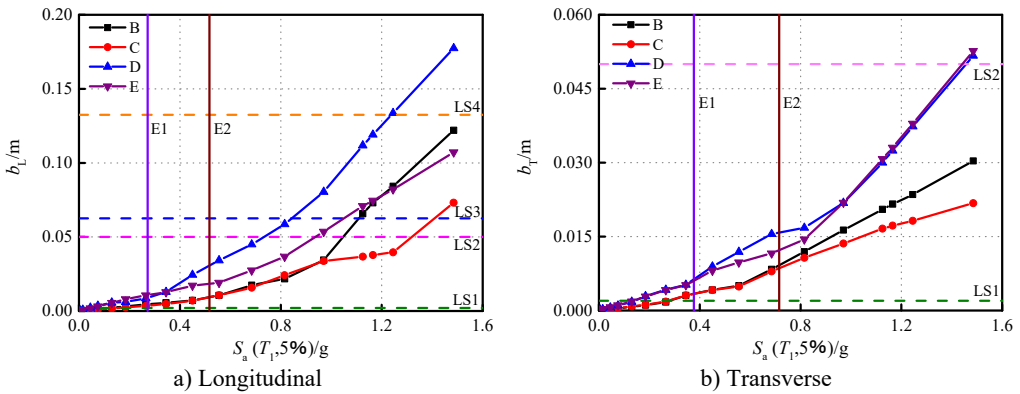 0.20
0.15
0.10
0.05
0.00
b_L/m
B
C
D
E
E1
E2
LS4
LS3
LS2
LS1
0.0 0.4 0.8 1.2 1.6
S_a (T_1,5%)/g
a) Longitudinal
0.060
0.045
0.030
0.015
0.000
b_T/m
B
C
D
E
E1
E2
LS2
LS1
0.0 0.4 0.8 1.2 1.6
S_a (T_1,5%)/g
b) Transverse